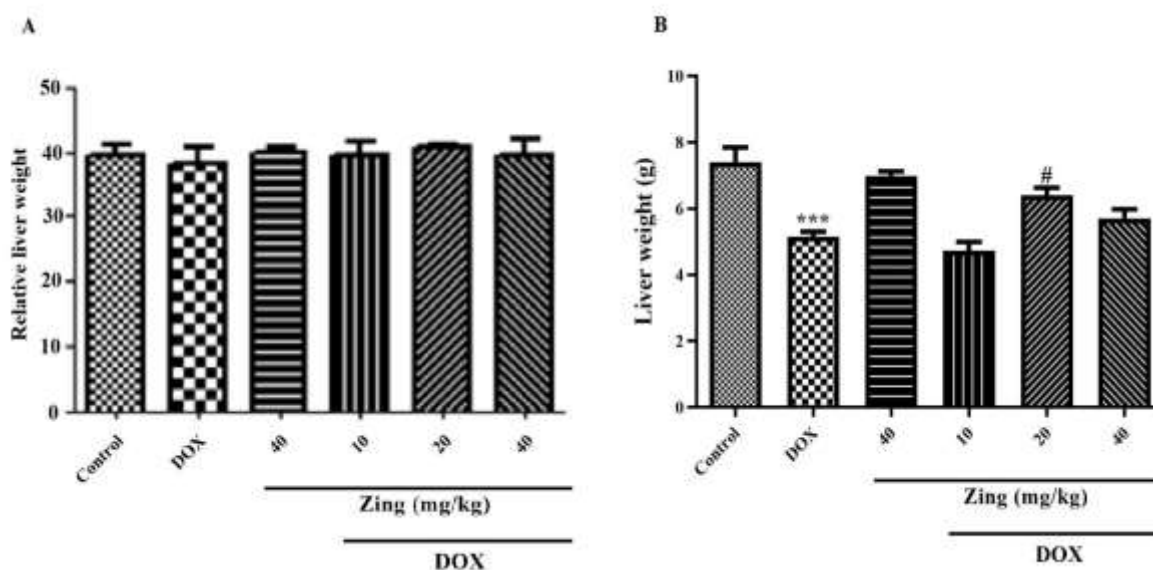 A
Relative liver weight
50
40
30
20
10
0
Control
DOX
40
10
20
40
Zing (mg/kg)
DOX
B
Liver weight (g)
10
8
6
4
2
0
***
#
Control
DOX
40
10
20
40
Zing (mg/kg)
DOX